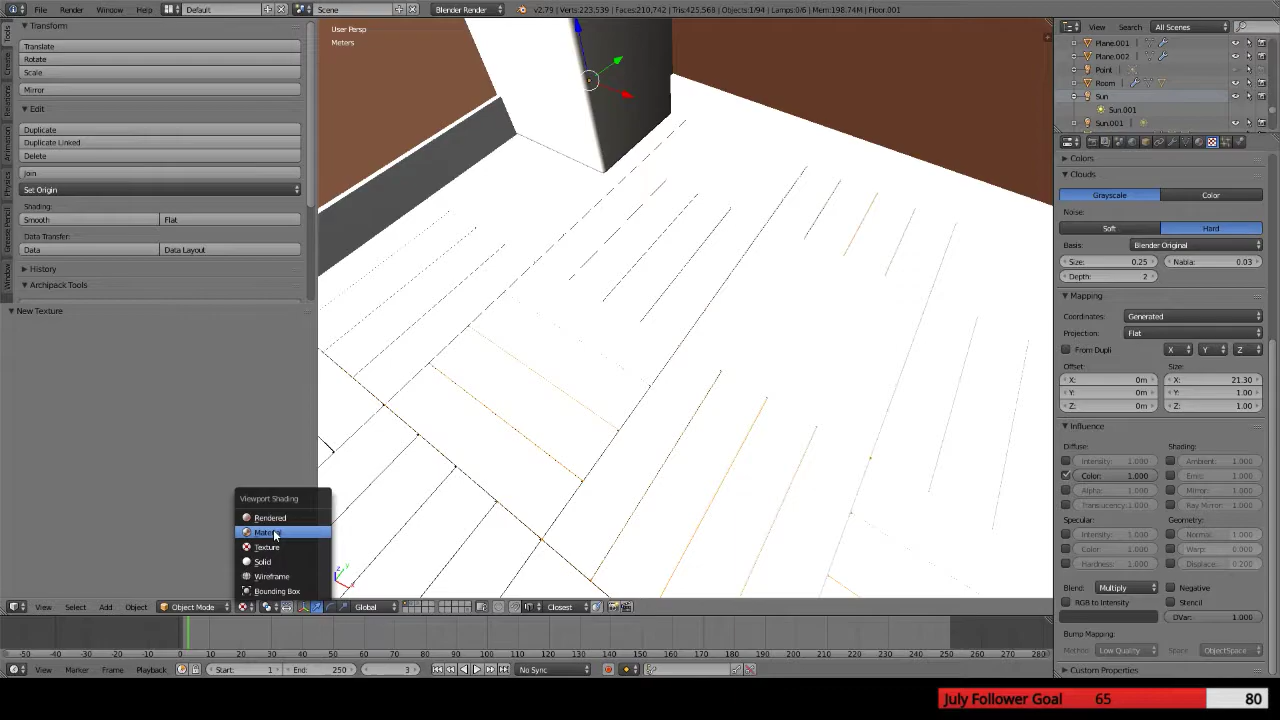 File Render Window Help Default Scene Blender Render v2.79 | Verts:223,539 | Faces:210,742 | Tris:425,568 | Objects:1/94 | Lamps:0/6 | Mem:198.74M | Floor.001
Transform
Translate
Rotate
Scale
Mirror
Edit
Duplicate
Duplicate Linked
Delete
Join
Set Origin
Shading:
Smooth Flat
Data Transfer:
Data Data Layout
History
Archipack Tools
New Texture
Tools
Create
Relations
Animation
Physics
Grease Pencil
Window
User Persp
Meters
Viewport Shading
Rendered
Material
Texture
Solid
Wireframe
Bounding Box
View Select Add Object Object Mode Global Closest
View Search All Scenes
Plane.001
Plane.002
Point
Room
Sun
Sun.001
Sun.001
Colors
Clouds
Grayscale Color
Noise:
Soft Hard
Basis: Blender Original
Size: 0.25 Nabla: 0.03
Depth: 2
Mapping
Coordinates: Generated
Projection: Flat
From Dupli X Y Z
Offset: Size:
X: 0m X: 21.30
Y: 0m Y: 1.00
Z: 0m Z: 1.00
Influence
Diffuse: Shading:
Intensity: 1.000 Ambient: 1.000
Color: 1.000 Emit: 1.000
Alpha: 1.000 Mirror: 1.000
Translucency: 1.000 Ray Mirror: 1.000
Specular: Geometry:
Intensity: 1.000 Normal: 1.000
Color: 1.000 Warp: 0.000
Hardness: 1.000 Displace: 0.200
Blend: Multiply Negative
RGB to Intensity Stencil
DVar: 1.000
Bump Mapping:
Method: Low Quality Space: ObjectSpace
Custom Properties
-50 -40 -30 -20 -10 0 10 20 30 40 50 60 70 80 90 100 110 120 130 140 150 160 170 180 190 200 210 220 230 240 250 260 270 280
View Marker Frame Playback Start: 1 End: 250 3 No Sync
July Follower Goal 65 80